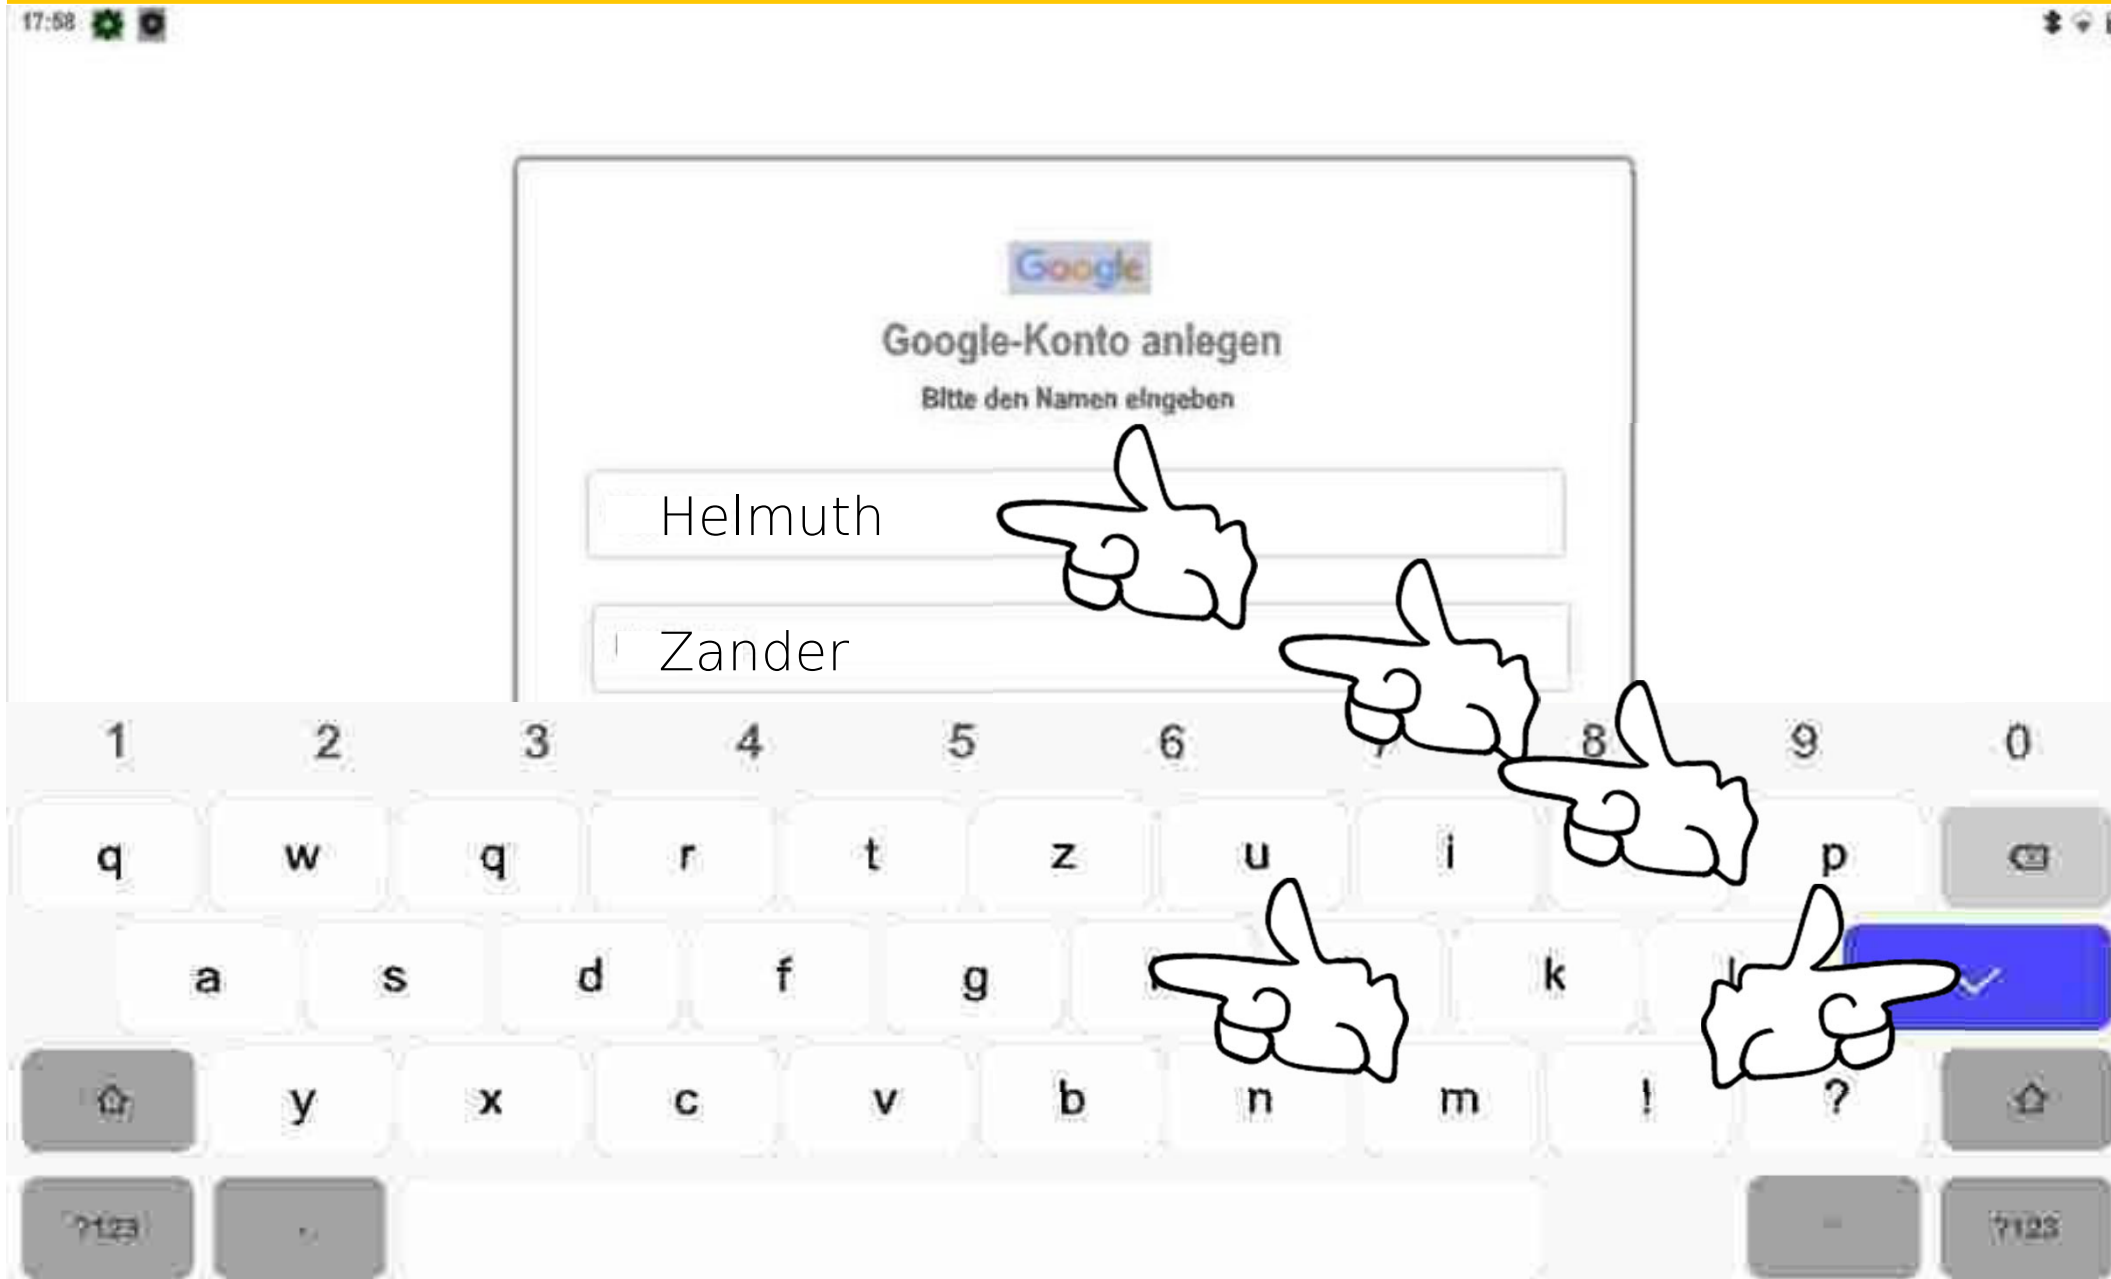 17:58
Google
Google-Konto anlegen
Bitte den Namen eingeben
Helmuth
Zander
1 2 3 4 5 6 8 9 0
q w q r t z u i p
a s d f g k
y x c v b n m ! ?
?123 ?123